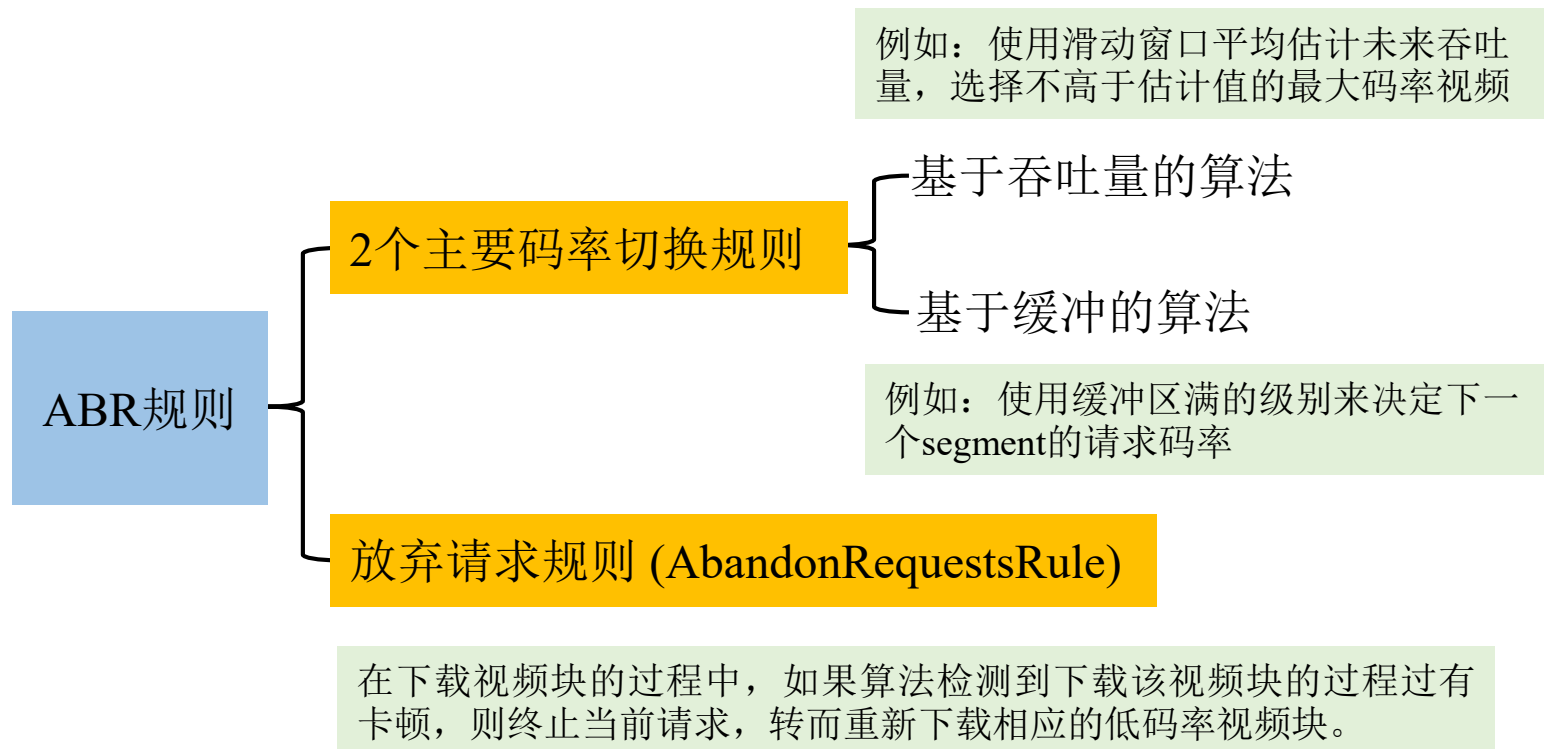 例如：使用滑动窗口平均估计未来吞吐
量，选择不高于估计值的最大码率视频
基于吞吐量的算法
2个主要码率切换规则
基于缓冲的算法
ABR规则
例如：使用缓冲区满的级别来决定下一
个segment的请求码率
放弃请求规则 (AbandonRequestsRule)
在下载视频块的过程中，如果算法检测到下载该视频块的过程过有
卡顿，则终止当前请求，转而重新下载相应的低码率视频块。